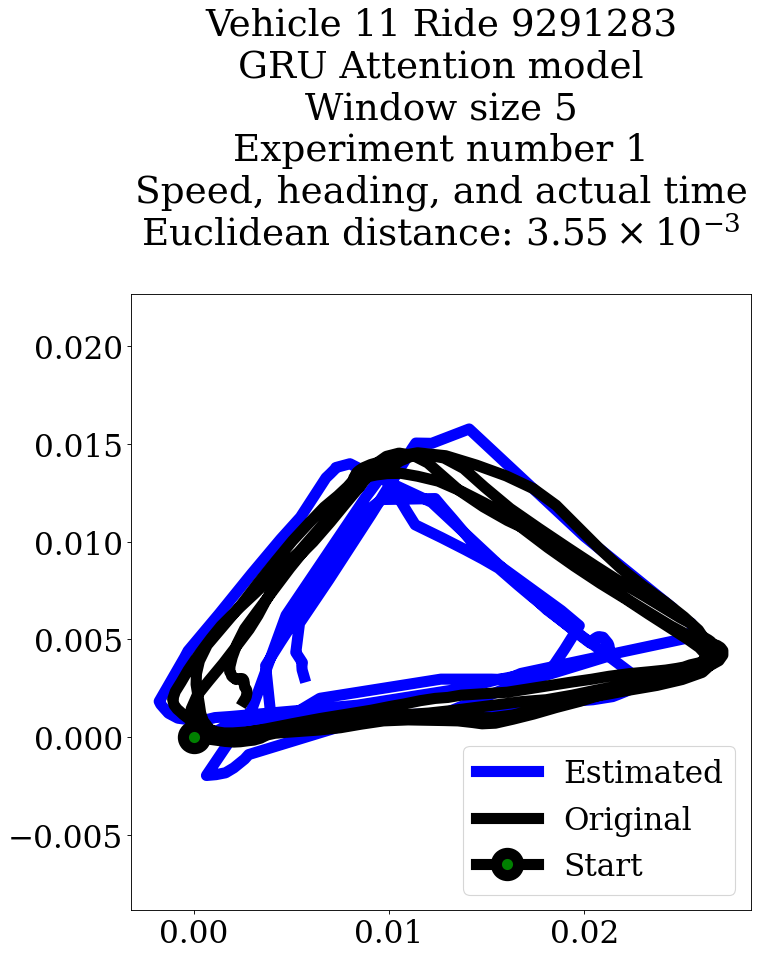 Vehicle 11 Ride 9291283
GRU Attention model
Window size 5
Experiment number 1
Speed, heading, and actual time
Euclidean distance: 3.55 × 10⁻³
0.020
0.015
0.010
0.005
0.000
−0.005
Estimated
Original
Start
0.00 0.01 0.02